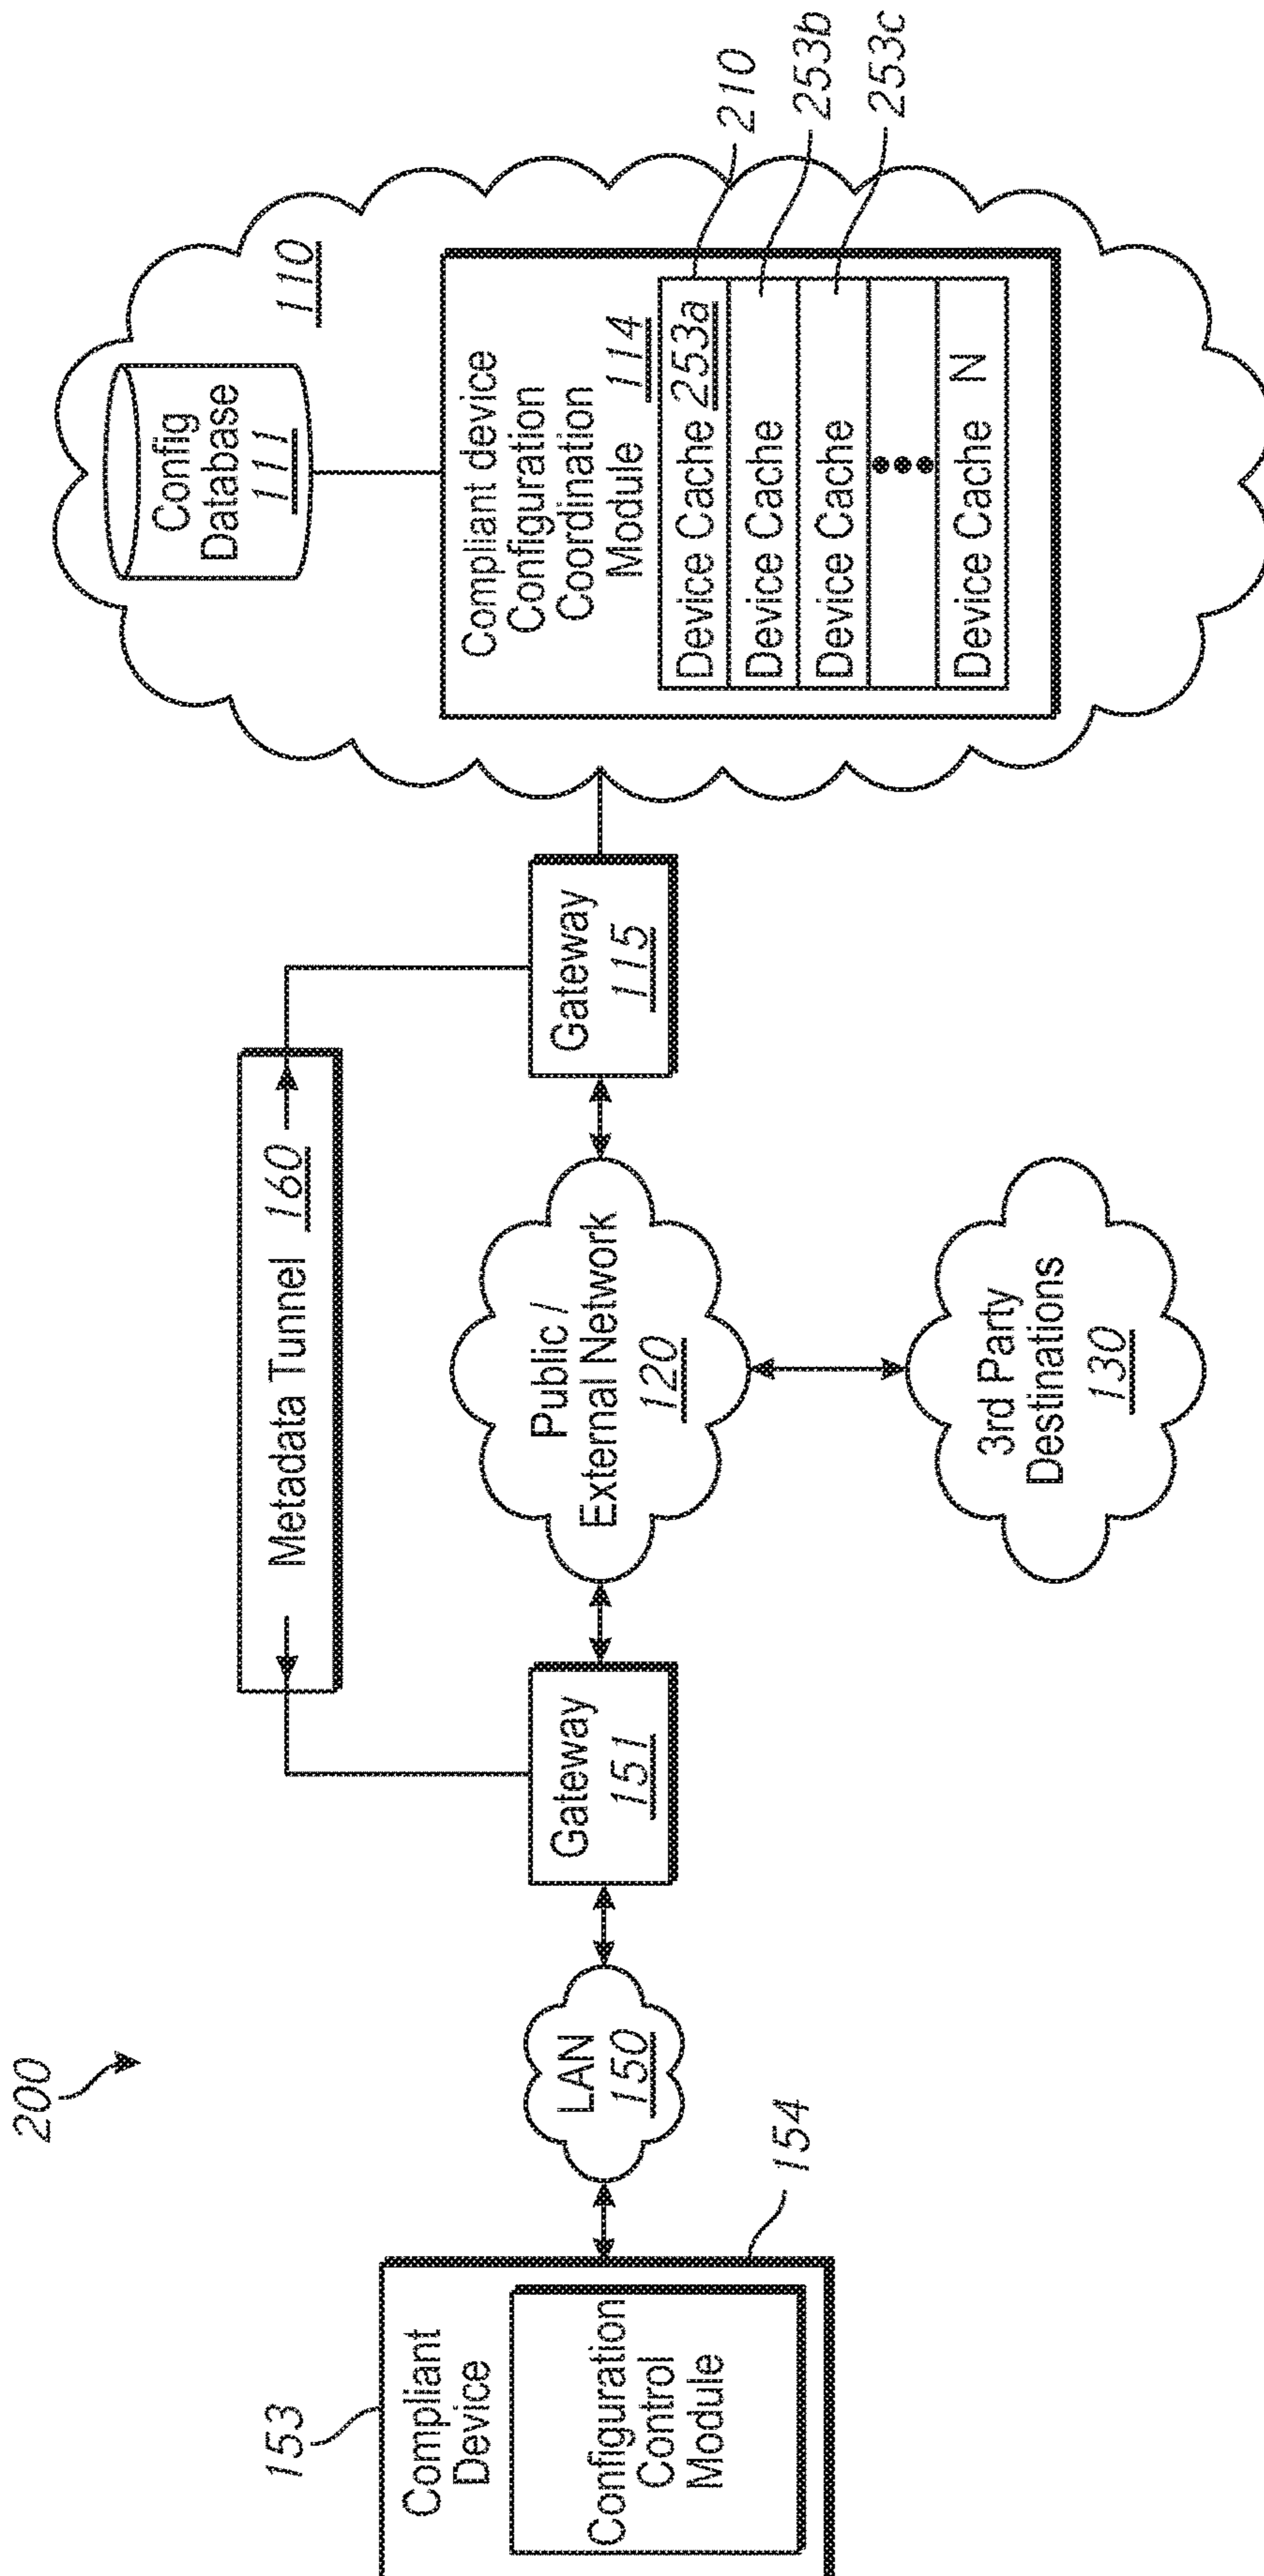 200
153
Compliant
Device
Configuration
Control
Module
154
LAN
150
Gateway
151
Metadata Tunnel 160
Public /
External Network
120
3rd Party
Destinations
130
Gateway
115
110
Config
Database
111
Compliant device
Configuration
Coordination
Module 114
Device Cache 253a
Device Cache
Device Cache
Device Cache N
210
253b
253c